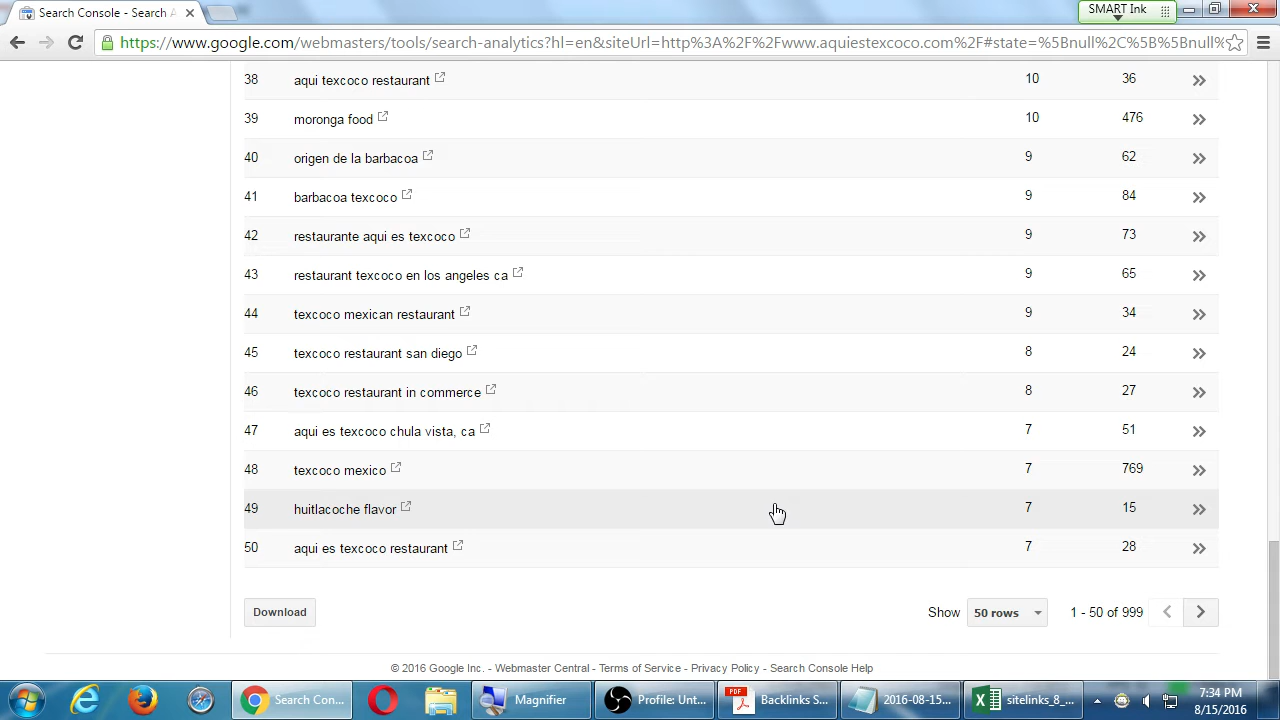 Search Console - Search A
SMART Ink
https://www.google.com/webmasters/tools/search-analytics?hl=en&siteUrl=http%3A%2F%2Fwww.aquiestexcoco.com%2F#state=%5Bnull%2C%5B%5Bnull%
38 aqui texcoco restaurant 10 36
39 moronga food 10 476
40 origen de la barbacoa 9 62
41 barbacoa texcoco 9 84
42 restaurante aqui es texcoco 9 73
43 restaurant texcoco en los angeles ca 9 65
44 texcoco mexican restaurant 9 34
45 texcoco restaurant san diego 8 24
46 texcoco restaurant in commerce 8 27
47 aqui es texcoco chula vista, ca 7 51
48 texcoco mexico 7 769
49 huitlacoche flavor 7 15
50 aqui es texcoco restaurant 7 28
Download Show 50 rows 1 - 50 of 999
© 2016 Google Inc. - Webmaster Central - Terms of Service - Privacy Policy - Search Console Help
Search Con... Magnifier Profile: Unt... PDF Backlinks S... 2016-08-15... sitelinks_8_... 7:34 PM
8/15/2016